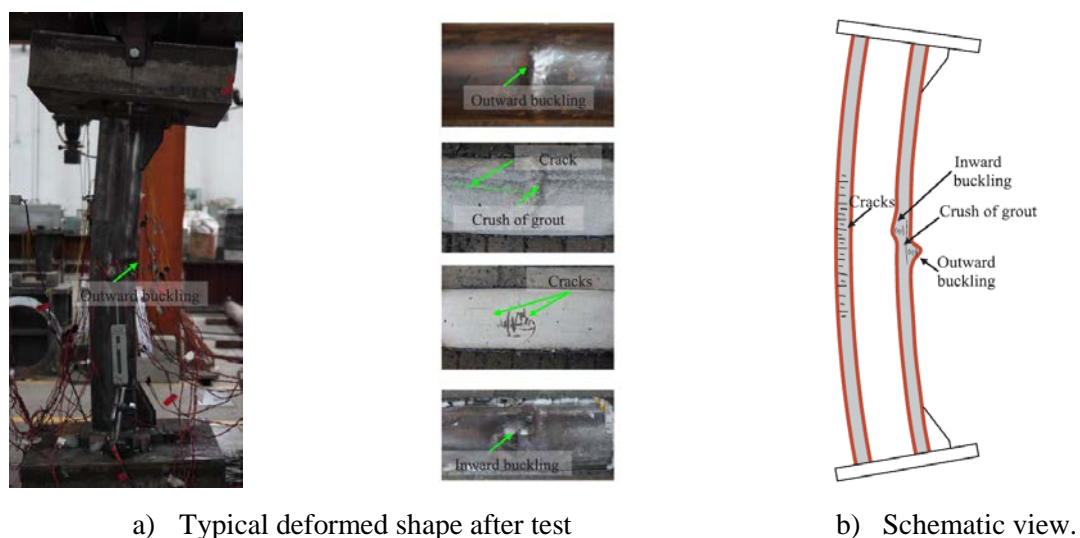 Outward buckling
Outward buckling
Crack
Crush of grout
Cracks
Inward buckling
Cracks
Inward
buckling
Crush of grout
Outward
buckling
a) Typical deformed shape after test
b) Schematic view.